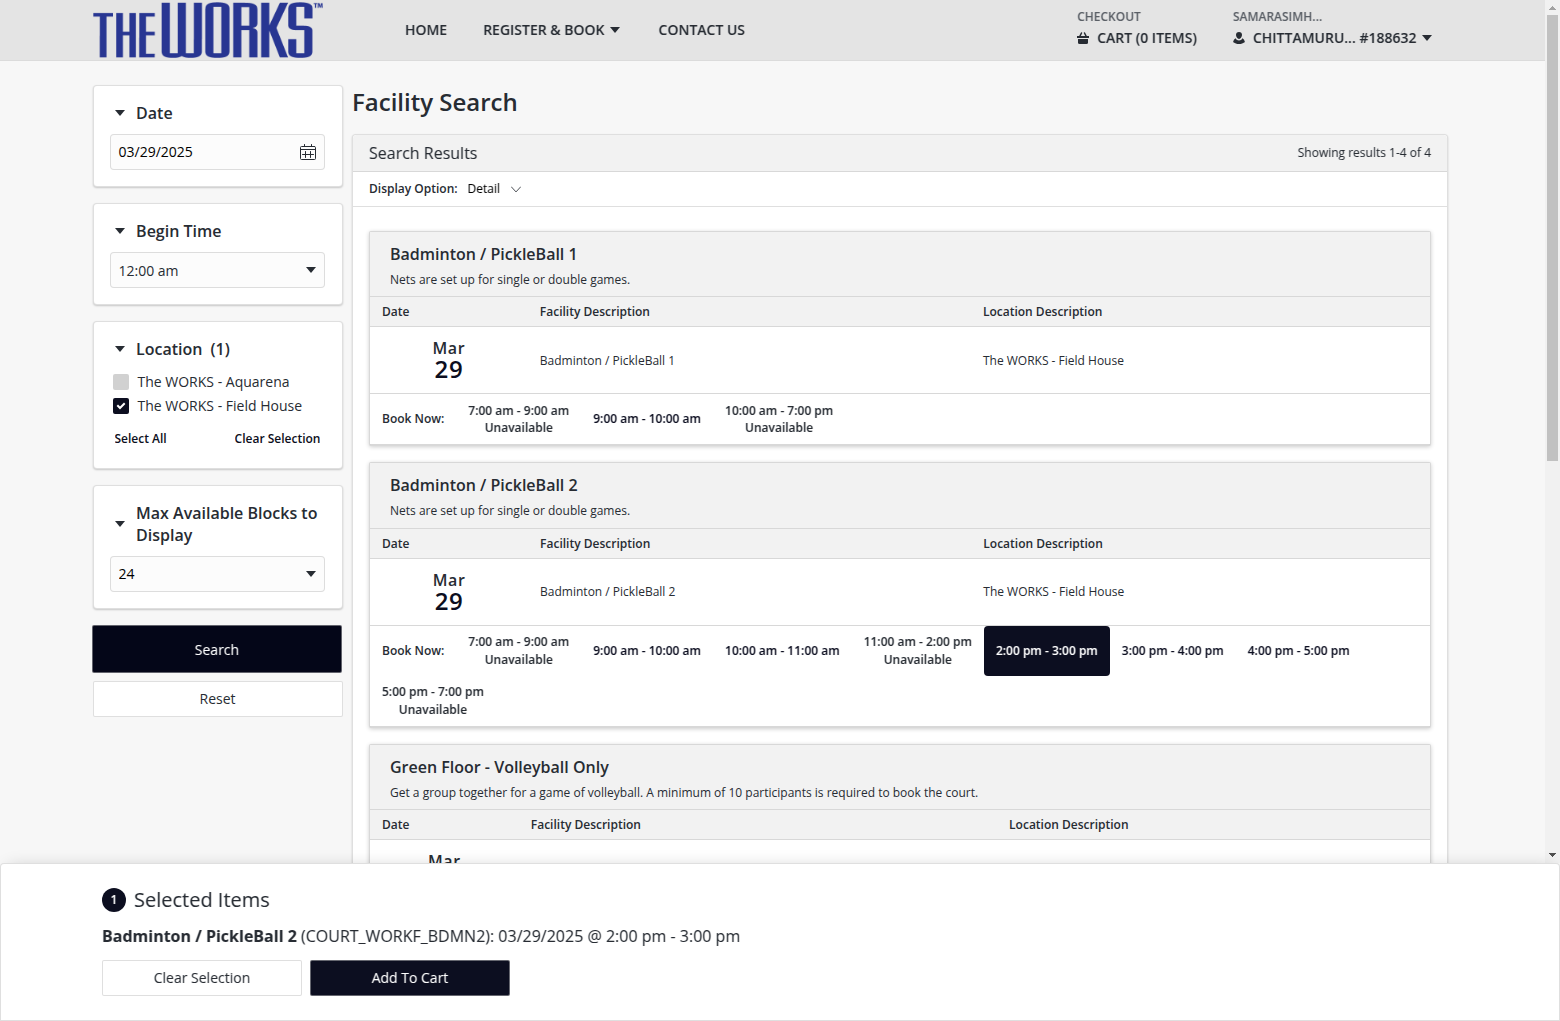 THE WORKS™
HOME
REGISTER & BOOK
CONTACT US
CHECKOUT
CART (0 ITEMS)
SAMARASIMH...
CHITTAMURU... #188632
Date
03/29/2025
Begin Time
12:00 am
Location (1)
The WORKS - Aquarena
The WORKS - Field House
Select All
Clear Selection
Max Available Blocks to
Display
24
Search
Reset
Facility Search
Search Results
Showing results 1-4 of 4
Display Option: Detail
Badminton / PickleBall 1
Nets are set up for single or double games.
Date Facility Description Location Description
Mar
29
Badminton / PickleBall 1
The WORKS - Field House
Book Now:
7:00 am - 9:00 am
Unavailable
9:00 am - 10:00 am
10:00 am - 7:00 pm
Unavailable
Badminton / PickleBall 2
Nets are set up for single or double games.
Date Facility Description Location Description
Mar
29
Badminton / PickleBall 2
The WORKS - Field House
Book Now:
7:00 am - 9:00 am
Unavailable
9:00 am - 10:00 am
10:00 am - 11:00 am
11:00 am - 2:00 pm
Unavailable
2:00 pm - 3:00 pm
3:00 pm - 4:00 pm
4:00 pm - 5:00 pm
5:00 pm - 7:00 pm
Unavailable
Green Floor - Volleyball Only
Get a group together for a game of volleyball. A minimum of 10 participants is required to book the court.
Date Facility Description Location Description
Mar
1 Selected Items
Badminton / PickleBall 2 (COURT_WORKF_BDMN2): 03/29/2025 @ 2:00 pm - 3:00 pm
Clear Selection
Add To Cart